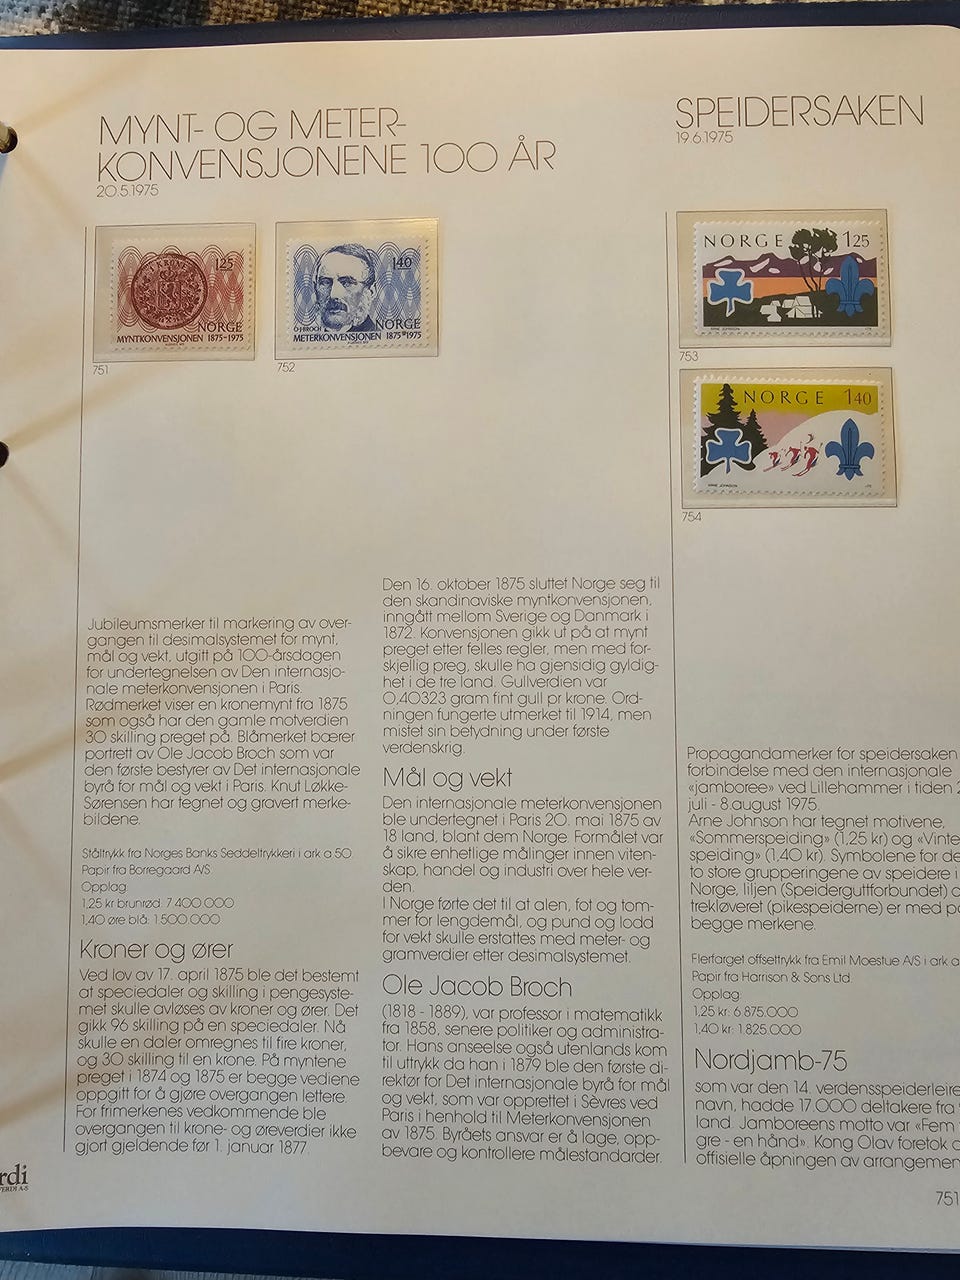 MYNT- OG METER-
KONVENSJONENE 100 ÅR
20.5.1975
125
NORGE
MYNTKONVENSJONEN 1875-1975
751
140
O·J·BROCH
NORGE
METERKONVENSJONEN 1875*1975
752
Jubileumsmerker til markering av over-
gangen til desimalsystemet for mynt,
mål og vekt, utgitt på 100-årsdagen
for undertegnelsen av Den internasjo-
nale meterkonvensjonen i Paris.
Rødmerket viser en kronemynt fra 1875
som også har den gamle motverdien
30 skilling preget på. Blåmerket bærer
portrett av Ole Jacob Broch som var
den første bestyrer av Det internasjonale
byrå for mål og vekt i Paris. Knut Løkke-
Sørensen har tegnet og gravert merke-
bildene.
Ståltrykk fra Norges Banks Seddeltrykkeri i ark a 50.
Papir fra Borregaard A/S.
Opplag:
1,25 kr brunrød: 7 400 000
1,40 øre blå: 1 500 000
Kroner og ører
Ved lov av 17. april 1875 ble det bestemt
at speciedaler og skilling i pengesyste-
met skulle avløses av kroner og ører. Det
gikk 96 skilling på en speciedaler. Nå
skulle en daler omregnes til fire kroner,
og 30 skilling til en krone. På myntene
preget i 1874 og 1875 er begge vediene
oppgitt for å gjøre overgangen lettere.
For frimerkenes vedkommende ble
overgangen til krone- og øreverdier ikke
gjort gjeldende før 1. januar 1877.
Den 16. oktober 1875 sluttet Norge seg til
den skandinaviske myntkonvensjonen,
inngått mellom Sverige og Danmark i
1872. Konvensjonen gikk ut på at mynt
preget etter felles regler, men med for-
skjellig preg, skulle ha gjensidig gyldig-
het i de tre land. Gullverdien var
0,40323 gram fint gull pr krone. Ord-
ningen fungerte utmerket til 1914, men
mistet sin betydning under første
verdenskrig.
Mål og vekt
Den internasjonale meterkonvensjonen
ble undertegnet i Paris 20. mai 1875 av
18 land, blant dem Norge. Formålet var
å sikre enhetlige målinger innen viten-
skap, handel og industri over hele ver-
den.
I Norge førte det til at alen, fot og tom-
mer for lengdemål, og pund og lodd
for vekt skulle erstattes med meter- og
gramverdier etter desimalsystemet.
Ole Jacob Broch
(1818 - 1889), var professor i matematikk
fra 1858, senere politiker og administra-
tor. Hans anseelse også utenlands kom
til uttrykk da han i 1879 ble den første di-
rektør for Det internasjonale byrå for mål
og vekt, som var opprettet i Sèvres ved
Paris i henhold til Meterkonvensjonen
av 1875. Byråets ansvar er å lage, opp-
bevare og kontrollere målestandarder.
SPEIDERSAKEN
19.6.1975
NORGE 125
ARNE JOHNSON
753
NORGE 140
ARNE JOHNSON
754
Propagandamerker for speidersaken
forbindelse med den internasjonale
«jamboree» ved Lillehammer i tiden 2
juli - 8.august 1975.
Arne Johnson har tegnet motivene,
«Sommerspeiding» (1,25 kr) og «Vinte
speiding» (1,40 kr). Symbolene for de
to store grupperingene av speidere i
Norge, liljen (Speiderguttforbundet) o
trekløveret (pikespeiderne) er med på
begge merkene.
Flerfarget offsettrykk fra Emil Moestue A/S i ark a
Papir fra Harrison & Sons Ltd.
Opplag:
1,25 kr: 6 875.000
1,40 kr: 1.825.000
Nordjamb-75
som var den 14. verdensspeiderleire
navn, hadde 17.000 deltakere fra
land. Jamboreens motto var «Fem
gre - en hånd». Kong Olav foretok
offisielle åpningen av arrangemen
rdi
VERDI A·S
751